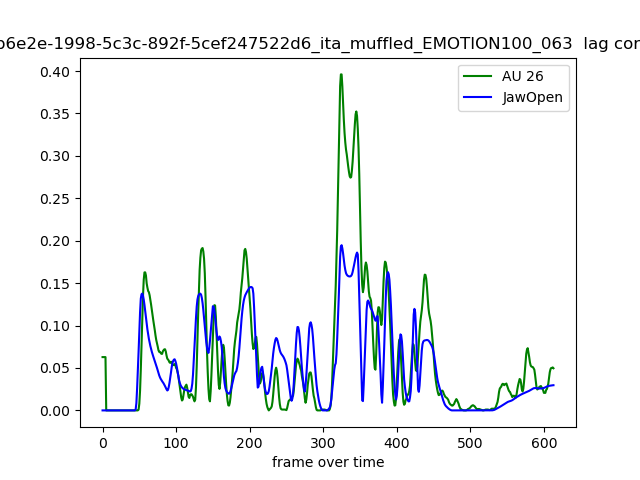 b6e2e-1998-5c3c-892f-5cef247522d6_ita_muffled_EMOTION100_063 lag cor
AU 26
JawOpen
0.40
0.35
0.30
0.25
0.20
0.15
0.10
0.05
0.00
0 100 200 300 400 500 600
frame over time